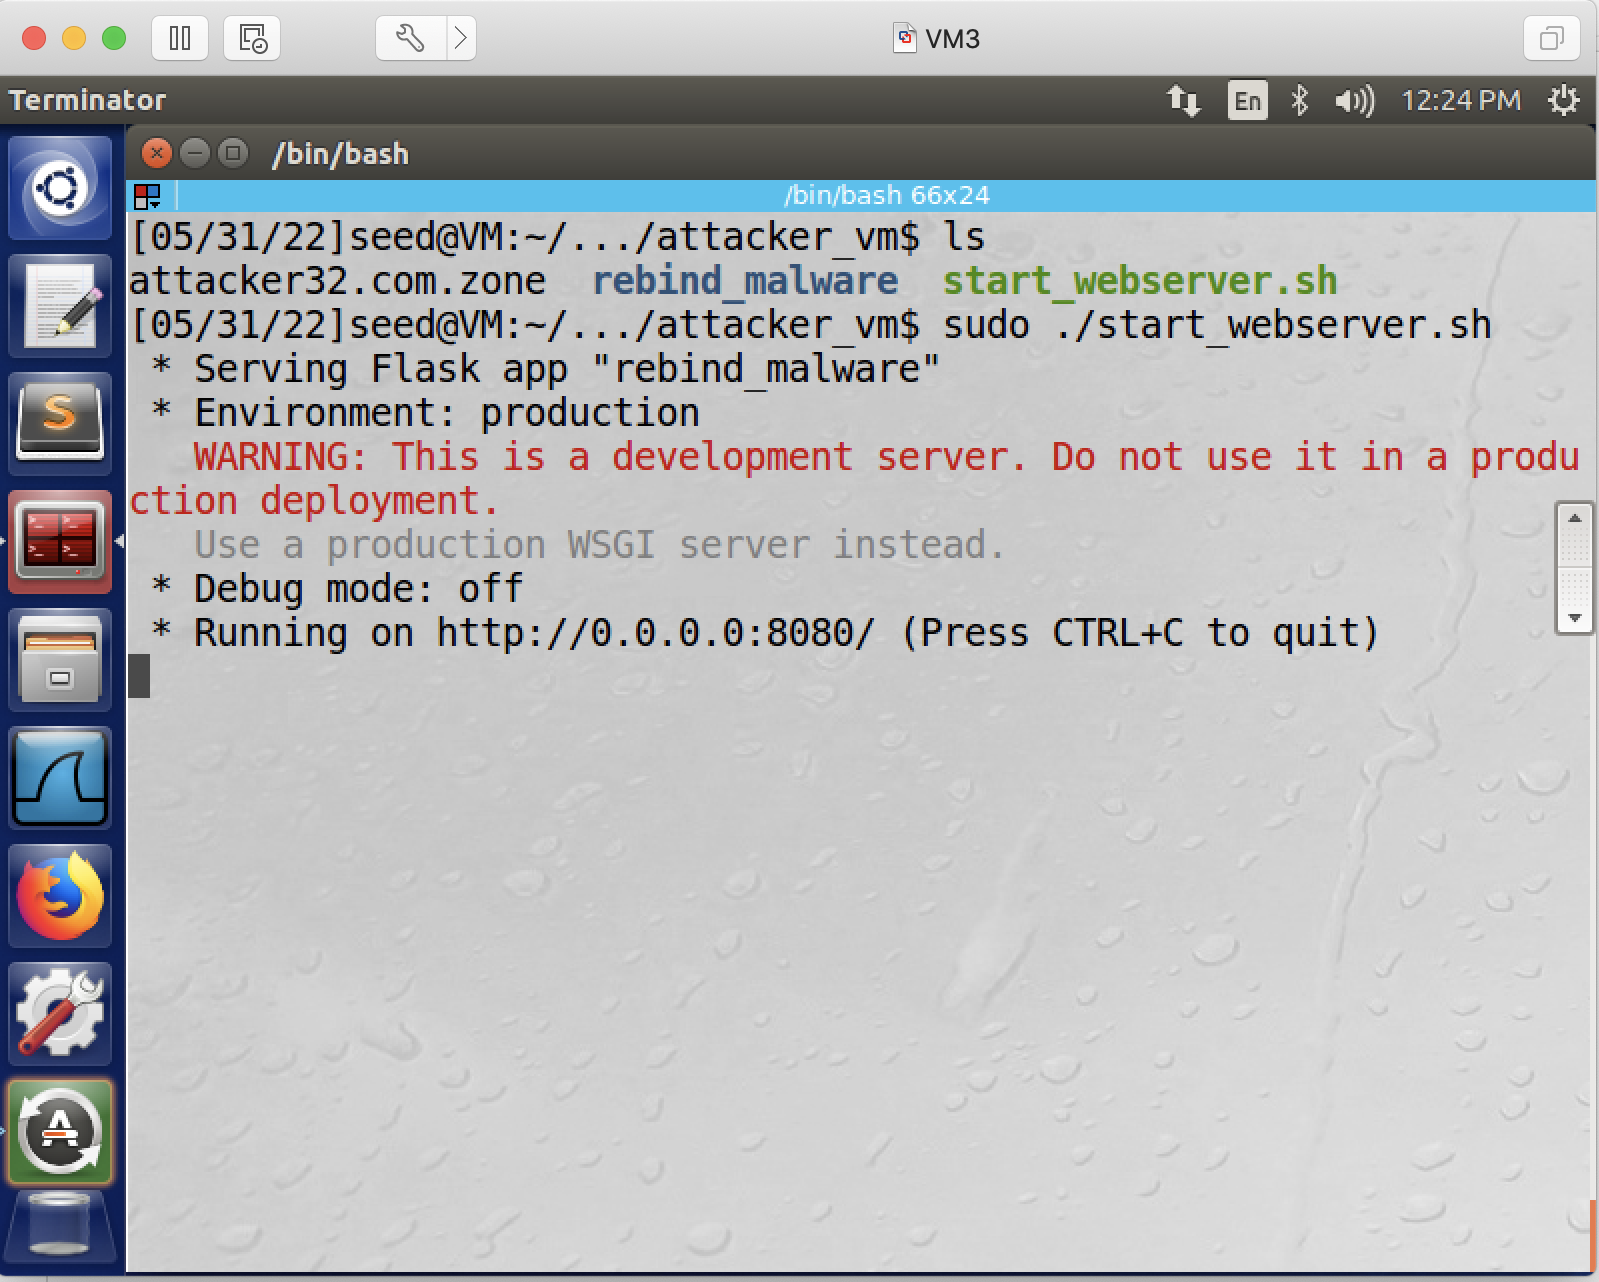 VM3
Terminator
En
12:24 PM
/bin/bash
/bin/bash 66x24
[05/31/22]seed@VM:~/.../attacker_vm$ ls
attacker32.com.zone  rebind_malware  start_webserver.sh
[05/31/22]seed@VM:~/.../attacker_vm$ sudo ./start_webserver.sh
 * Serving Flask app "rebind_malware"
 * Environment: production
   WARNING: This is a development server. Do not use it in a produ
ction deployment.
   Use a production WSGI server instead.
 * Debug mode: off
 * Running on http://0.0.0.0:8080/ (Press CTRL+C to quit)